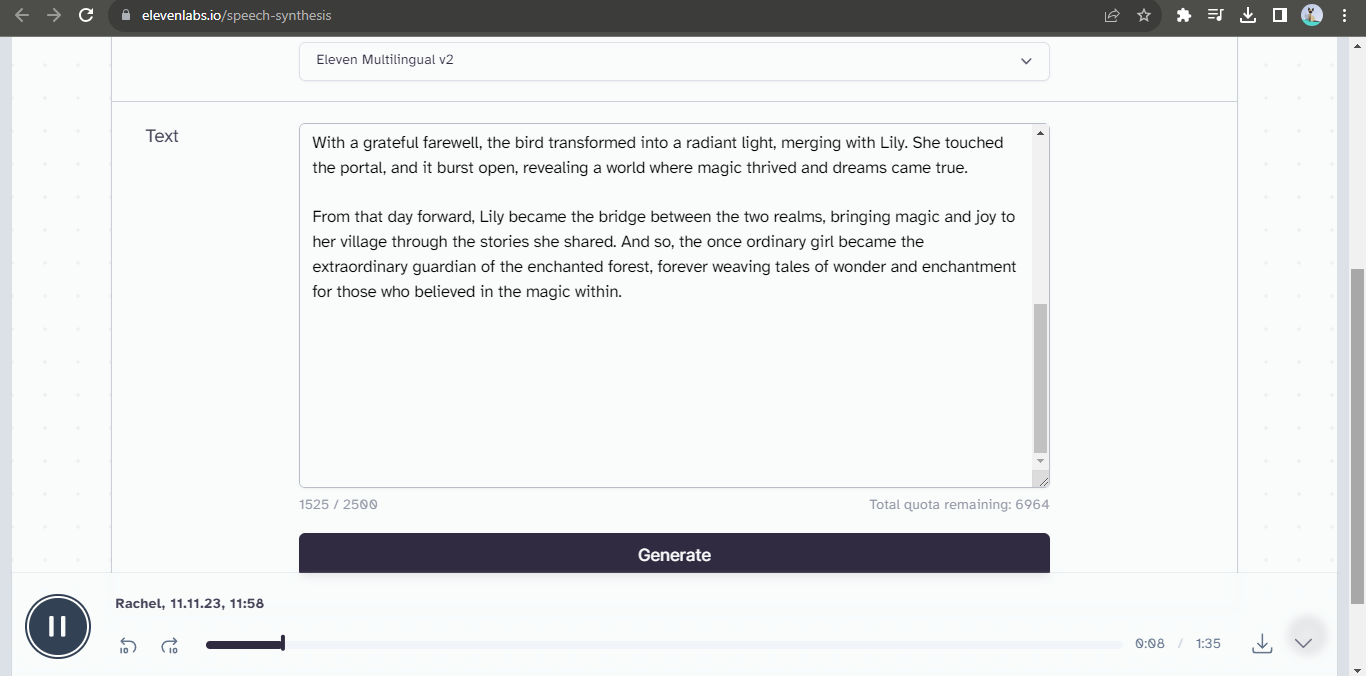 elevenlabs.io/speech-synthesis
Eleven Multilingual v2
Text
With a grateful farewell, the bird transformed into a radiant light, merging with Lily. She touched
the portal, and it burst open, revealing a world where magic thrived and dreams came true.
From that day forward, Lily became the bridge between the two realms, bringing magic and joy to
her village through the stories she shared. And so, the once ordinary girl became the
extraordinary guardian of the enchanted forest, forever weaving tales of wonder and enchantment
for those who believed in the magic within.
1525 / 2500
Total quota remaining: 6964
Generate
Rachel, 11.11.23, 11:58
10
10
0:08 / 1:35